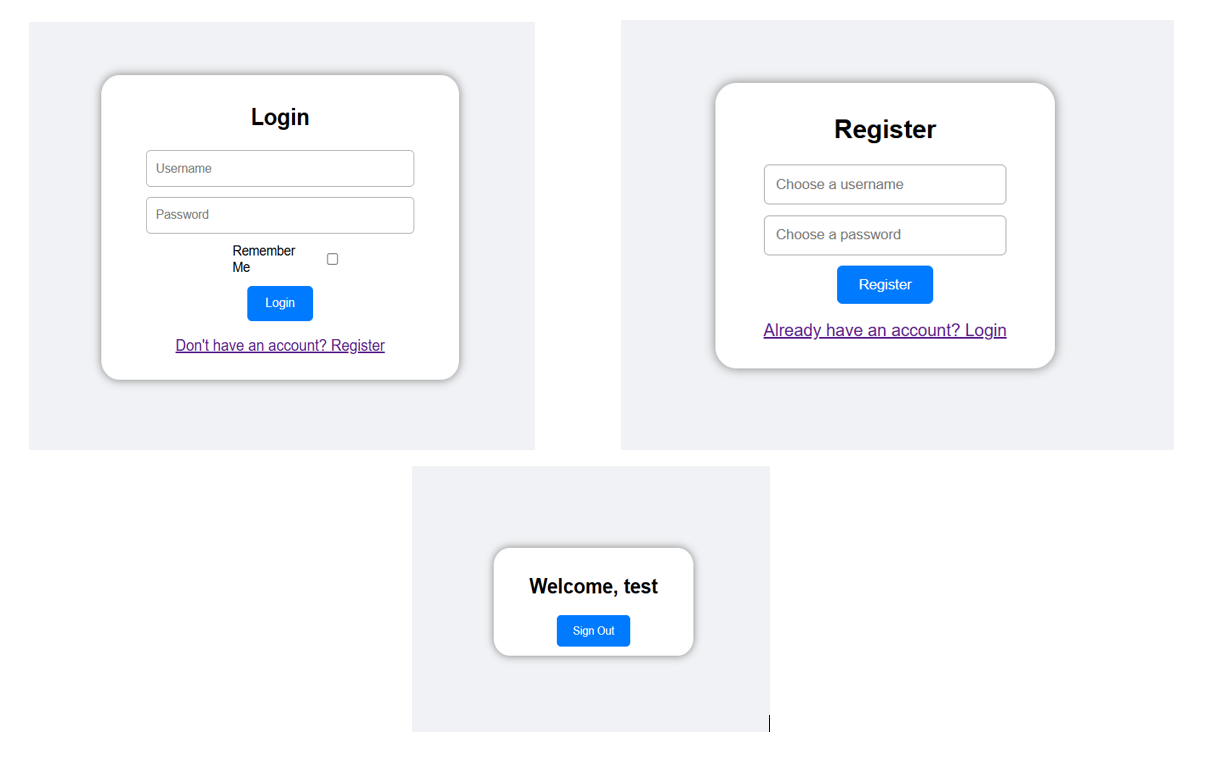 Login
Username
Password
Remember
Me
Login
Don't have an account? Register
Register
Choose a username
Choose a password
Register
Already have an account? Login
Welcome, test
Sign Out